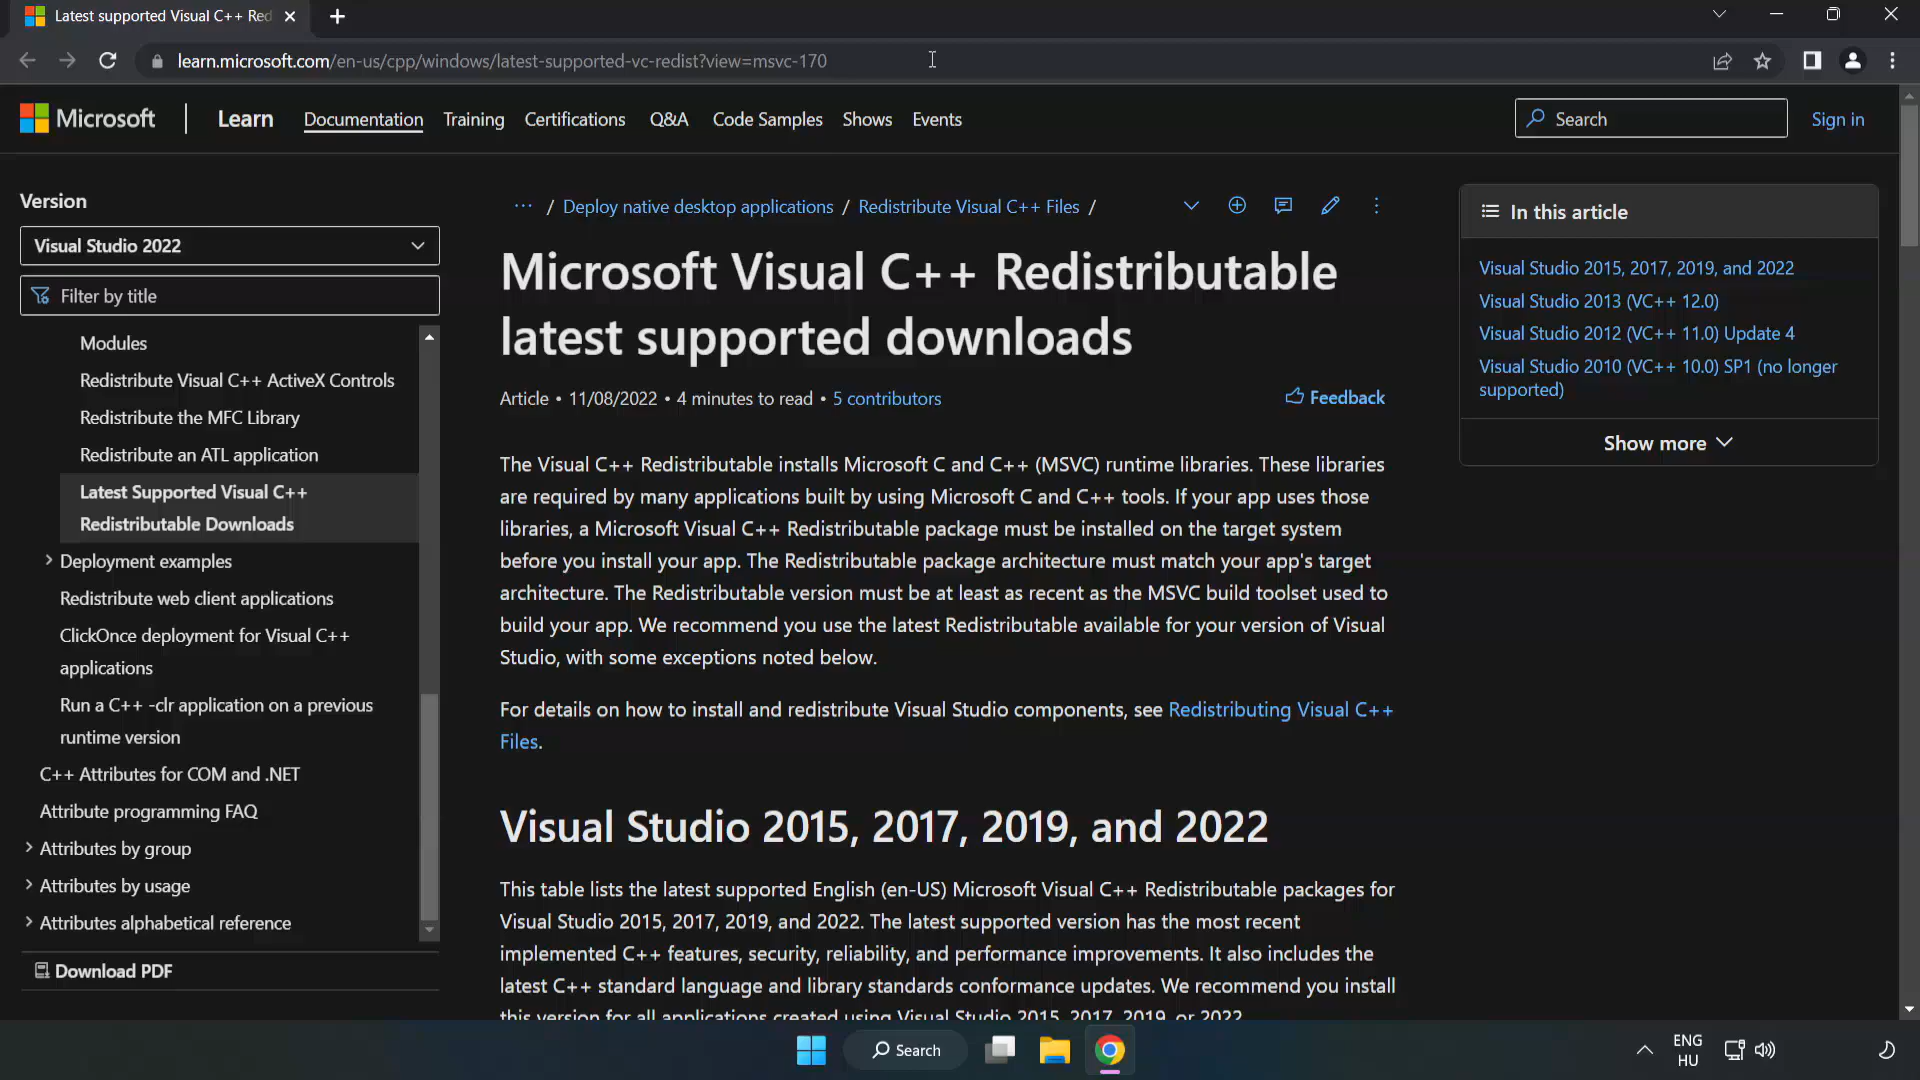 Latest supported Visual C++ Red
learn.microsoft.com/en-us/cpp/windows/latest-supported-vc-redist?view=msvc-170
Microsoft
Learn
Documentation
Training
Certifications
Q&A
Code Samples
Shows
Events
Search
Sign in
Version
Visual Studio 2022
Filter by title
Modules
Redistribute Visual C++ ActiveX Controls
Redistribute the MFC Library
Redistribute an ATL application
Latest Supported Visual C++
Redistributable Downloads
Deployment examples
Redistribute web client applications
ClickOnce deployment for Visual C++
applications
Run a C++ -clr application on a previous
runtime version
C++ Attributes for COM and .NET
Attribute programming FAQ
Attributes by group
Attributes by usage
Attributes alphabetical reference
Download PDF
··· / Deploy native desktop applications / Redistribute Visual C++ Files /
Microsoft Visual C++ Redistributable
latest supported downloads
Article • 11/08/2022 • 4 minutes to read • 5 contributors
Feedback
The Visual C++ Redistributable installs Microsoft C and C++ (MSVC) runtime libraries. These libraries
are required by many applications built by using Microsoft C and C++ tools. If your app uses those
libraries, a Microsoft Visual C++ Redistributable package must be installed on the target system
before you install your app. The Redistributable package architecture must match your app's target
architecture. The Redistributable version must be at least as recent as the MSVC build toolset used to
build your app. We recommend you use the latest Redistributable available for your version of Visual
Studio, with some exceptions noted below.
For details on how to install and redistribute Visual Studio components, see Redistributing Visual C++
Files.
Visual Studio 2015, 2017, 2019, and 2022
This table lists the latest supported English (en-US) Microsoft Visual C++ Redistributable packages for
Visual Studio 2015, 2017, 2019, and 2022. The latest supported version has the most recent
implemented C++ features, security, reliability, and performance improvements. It also includes the
latest C++ standard language and library standards conformance updates. We recommend you install
this version for all applications created using Visual Studio 2015, 2017, 2019, or 2022.
In this article
Visual Studio 2015, 2017, 2019, and 2022
Visual Studio 2013 (VC++ 12.0)
Visual Studio 2012 (VC++ 11.0) Update 4
Visual Studio 2010 (VC++ 10.0) SP1 (no longer
supported)
Show more
Search
ENG
HU